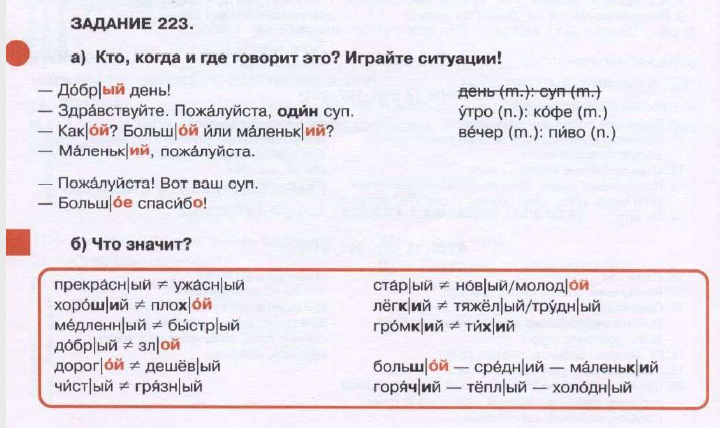 ЗАДАНИЕ 223.
а) Кто, когда и где говорит это? Играйте ситуации!
— До́бр|ый день!
— Здра́вствуйте. Пожа́луйста, оди́н суп.
— Как|о́й? Больш|о́й и́ли ма́леньк|ий?
— Ма́леньк|ий, пожа́луйста.
— Пожа́луйста! Вот ваш суп.
— Больш|о́е спаси́бо!
день (m.): суп (m.)
у́тро (n.): ко́фе (m.)
ве́чер (m.): пи́во (n.)
б) Что значит?
прекра́сн|ый ≠ ужа́сн|ый
хоро́ш|ий ≠ плох|о́й
ме́дленн|ый ≠ бы́стр|ый
до́бр|ый ≠ зл|ой
дорог|о́й ≠ дешёв|ый
чи́ст|ый ≠ гря́зн|ый
ста́р|ый ≠ но́в|ый/молод|о́й
лёгк|ий ≠ тяжёл|ый/тру́дн|ый
гро́мк|ий ≠ ти́х|ий
больш|о́й — сре́дн|ий — ма́леньк|ий
горя́ч|ий — тёпл|ый — холо́дн|ый